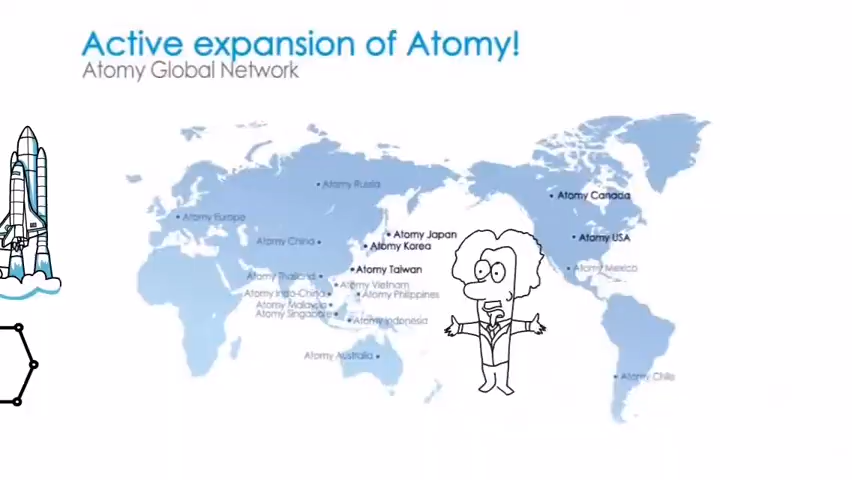 Active expansion of Atomy!
Atomy Global Network
Atomy Russia
Atomy Canada
Atomy Europe
Atomy Japan
Atomy USA
Atomy China
Atomy Korea
Atomy Taiwan
Atomy Mexico
Atomy Thailand
Atomy Vietnam
Atomy Indo-China
Atomy Philippines
Atomy Malaysia
Atomy Singapore
Atomy Indonesia
Atomy Australia
Atomy Chile